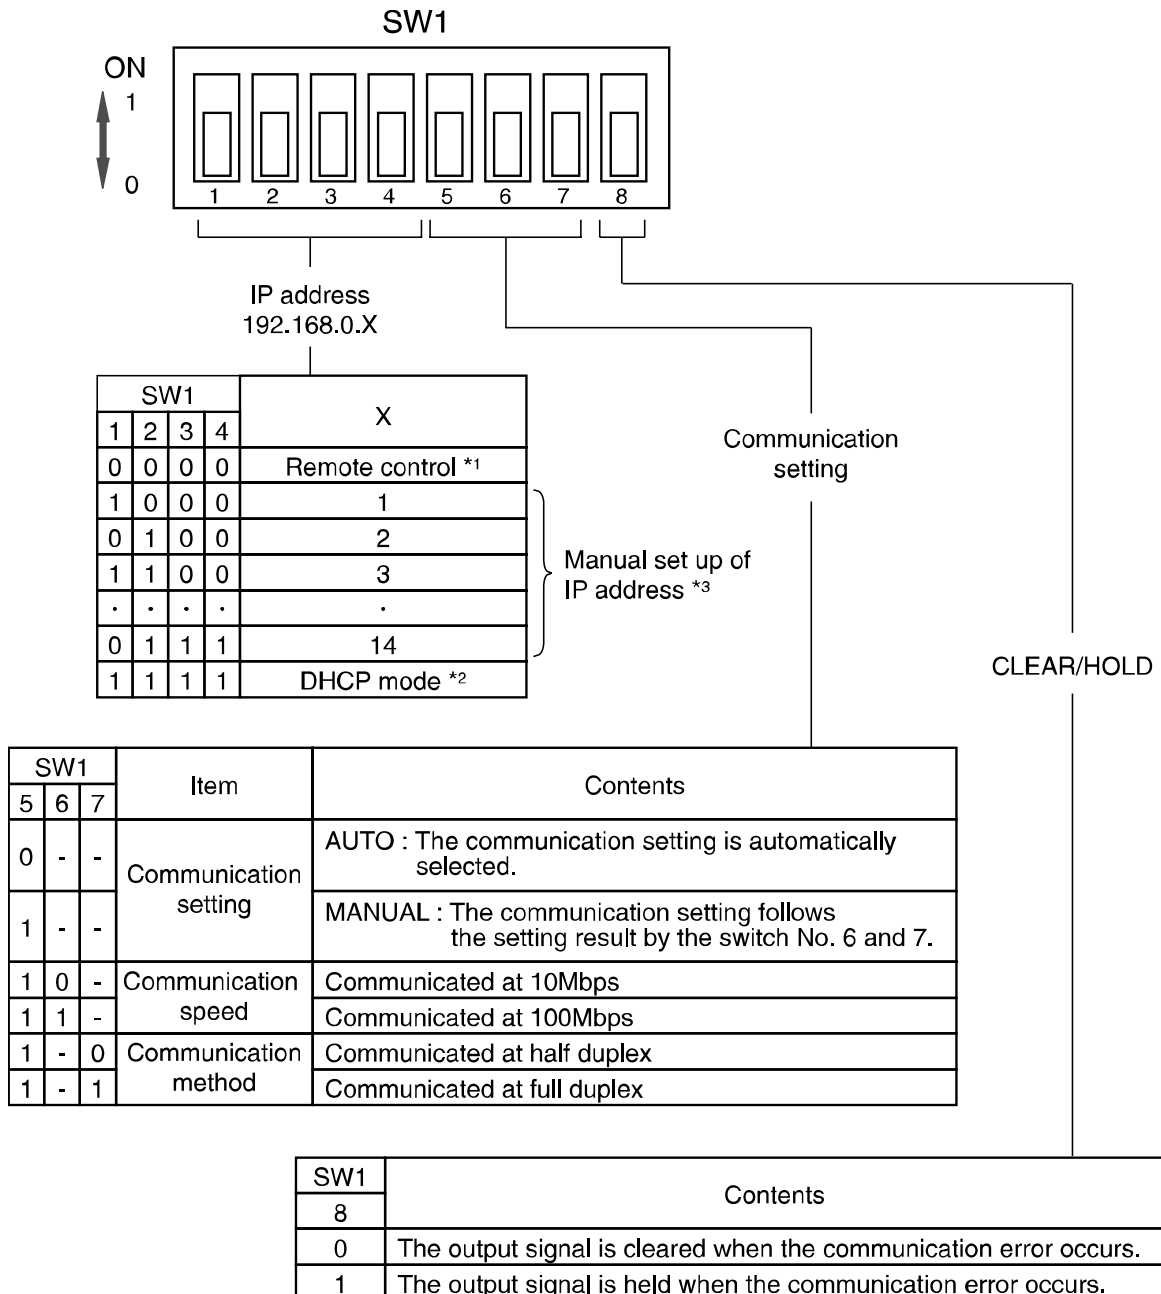 SW1
ON
1
0
1 2 3 4 5 6 7 8
IP address
192.168.0.X
SW1
X
1 2 3 4
0 0 0 0 Remote control *1
1 0 0 0 1
0 1 0 0 2
1 1 0 0 3
· · · · ·
0 1 1 1 14
1 1 1 1 DHCP mode *2
Manual set up of
IP address *3
Communication
setting
CLEAR/HOLD
SW1
Item
Contents
5 6 7
0 - -
Communication
setting
AUTO : The communication setting is automatically
selected.
1 - -
MANUAL : The communication setting follows
the setting result by the switch No. 6 and 7.
1 0 -
Communication
speed
Communicated at 10Mbps
1 1 -
Communicated at 100Mbps
1 - 0
Communication
method
Communicated at half duplex
1 - 1
Communicated at full duplex
SW1
Contents
8
0 The output signal is cleared when the communication error occurs.
1 The output signal is held when the communication error occurs.